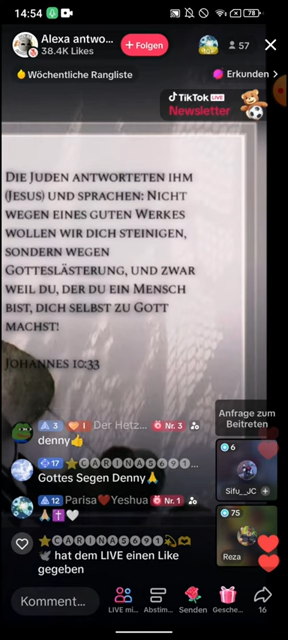 14:54
78
Alexa antwo...
38.4K Likes
+ Folgen
57
Wöchentliche Rangliste
Erkunden >
TikTok LIVE
Newsletter
Die Juden antworteten ihm
(Jesus) und sprachen: Nicht
wegen eines guten Werkes
wollen wir dich steinigen,
sondern wegen
Gotteslästerung, und zwar
weil du, der du ein Mensch
bist, dich selbst zu Gott
machst!
Johannes 10:33
Anfrage zum
Beitreten
3 I Der Hetz... Nr. 3
denny👍
6
17 ⭐🅒🅐🅡🅘🅝🅐🅢❻❾❶...
Gottes Segen Denny🙏
Sifu_JC +
12 Parisa❤️Yeshua Nr. 1
🙏✝️🤍
75
⭐🅒🅐🅡🅘🅝🅐🅢❻❾❶💫🫶
🕊 hat dem LIVE einen Like
gegeben
Reza
Komment...
LIVE mi...
Abstim...
Senden
Gesche...
16